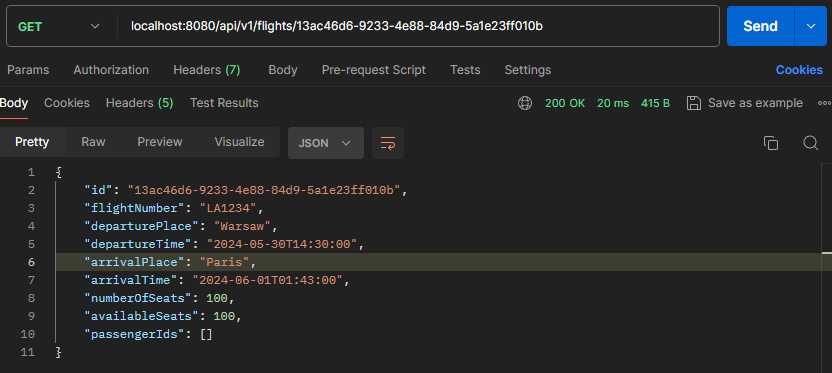 GET localhost:8080/api/v1/flights/13ac46d6-9233-4e88-84d9-5a1e23ff010b Send
Params Authorization Headers (7) Body Pre-request Script Tests Settings Cookies
Body Cookies Headers (5) Test Results 200 OK 20 ms 415 B Save as example
Pretty Raw Preview Visualize JSON
1 {
2 "id": "13ac46d6-9233-4e88-84d9-5a1e23ff010b",
3 "flightNumber": "LA1234",
4 "departurePlace": "Warsaw",
5 "departureTime": "2024-05-30T14:30:00",
6 "arrivalPlace": "Paris",
7 "arrivalTime": "2024-06-01T01:43:00",
8 "numberOfSeats": 100,
9 "availableSeats": 100,
10 "passengerIds": []
11 }